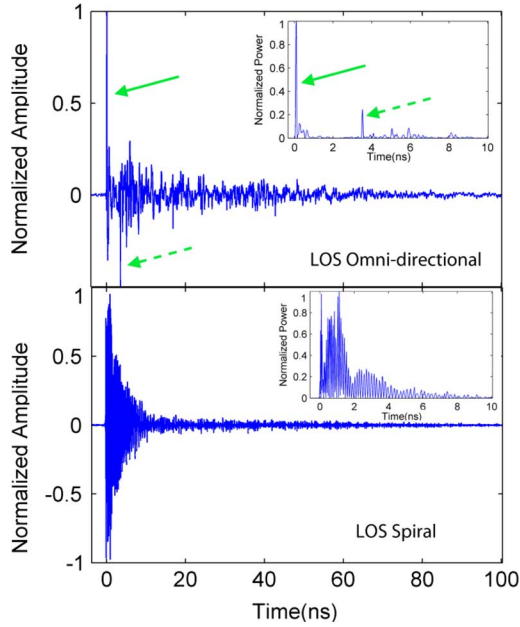 1
0.5
0
Normalized Amplitude
1
0.8
0.6
0.4
0.2
0
Normalized Power
0 2 4 6 8 10
Time(ns)
LOS Omni-directional
1
0.5
0
-0.5
-1
Normalized Amplitude
1
0.8
0.6
0.4
0.2
0
Normalized Power
0 2 4 6 8 10
Time(ns)
LOS Spiral
0 20 40 60 80 100
Time(ns)